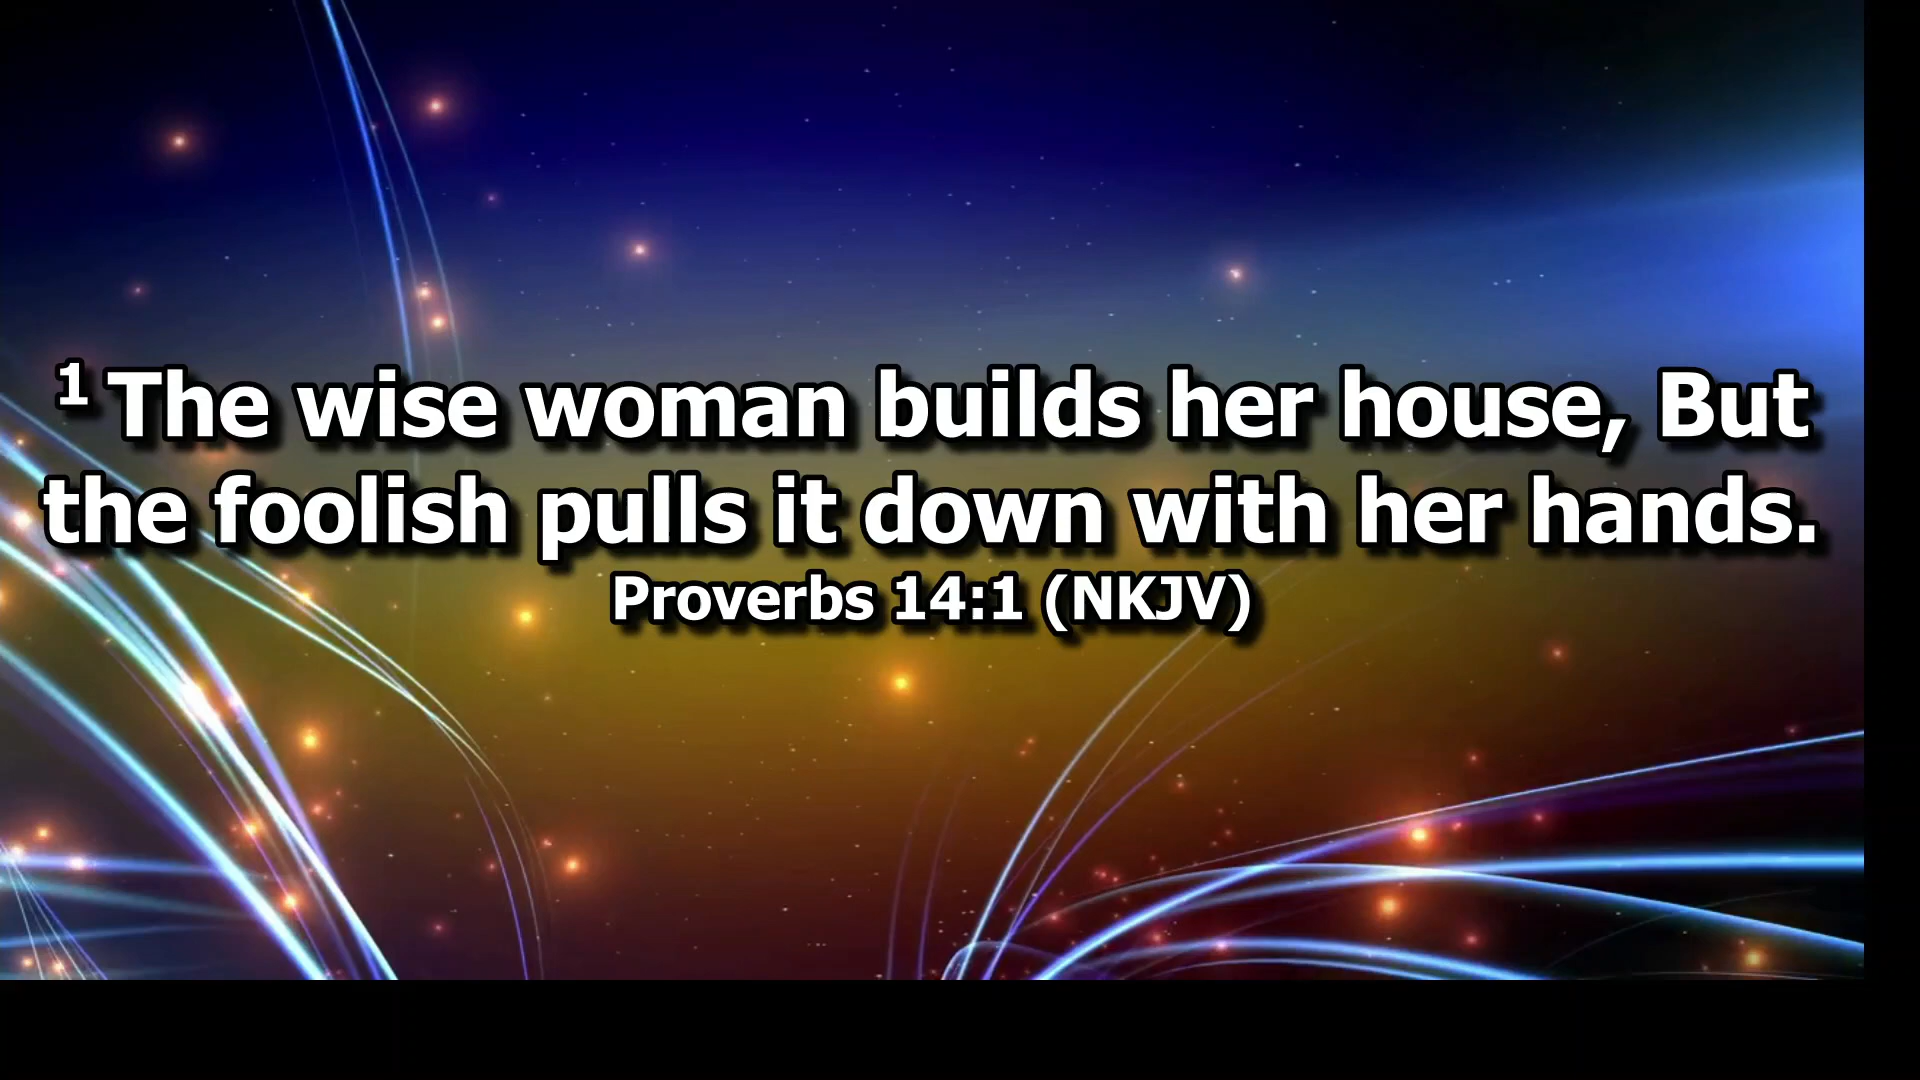 1 The wise woman builds her house, But
the foolish pulls it down with her hands.
Proverbs 14:1 (NKJV)